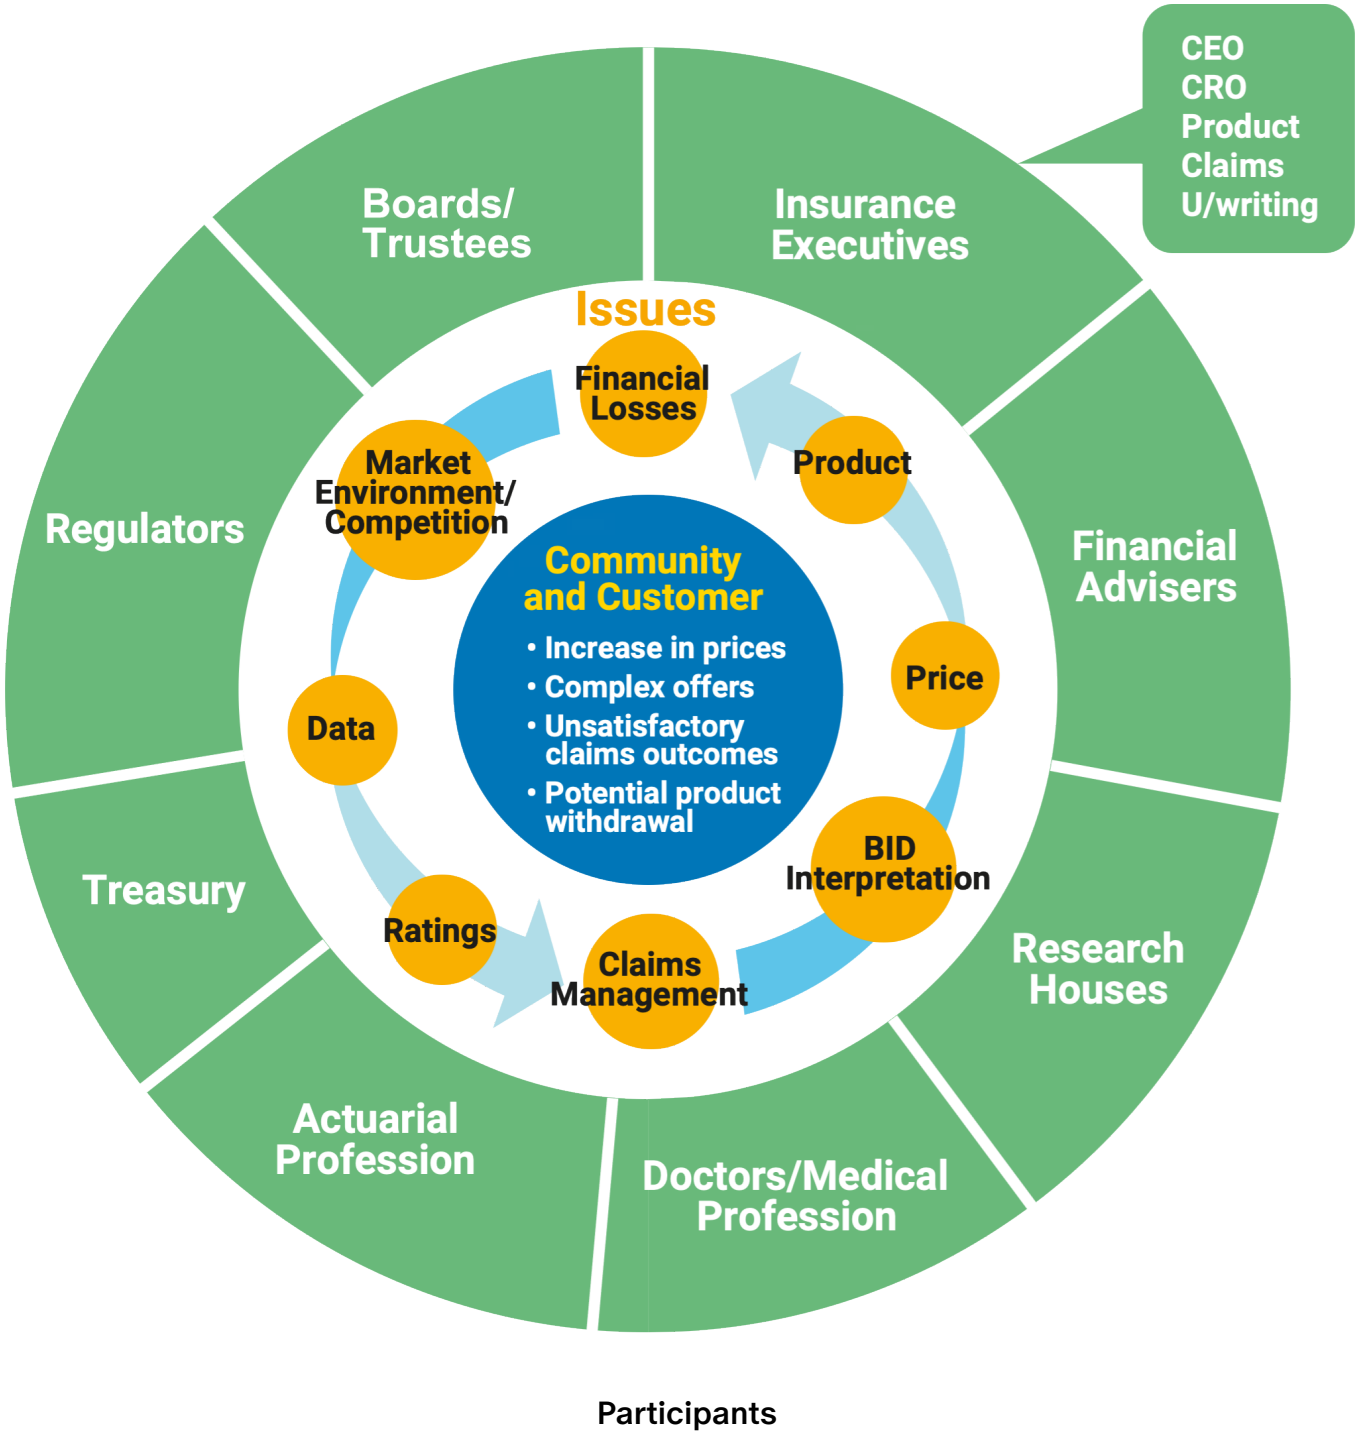 CEO
CRO
Product
Claims
U/writing
Boards/
Trustees
Insurance
Executives
Regulators
Financial
Advisers
Treasury
Research
Houses
Actuarial
Profession
Doctors/Medical
Profession
Issues
Financial
Losses
Market
Environment/
Competition
Product
Data
Price
Ratings
BID
Interpretation
Claims
Management
Community
and Customer
• Increase in prices
• Complex offers
• Unsatisfactory
claims outcomes
• Potential product
withdrawal
Participants